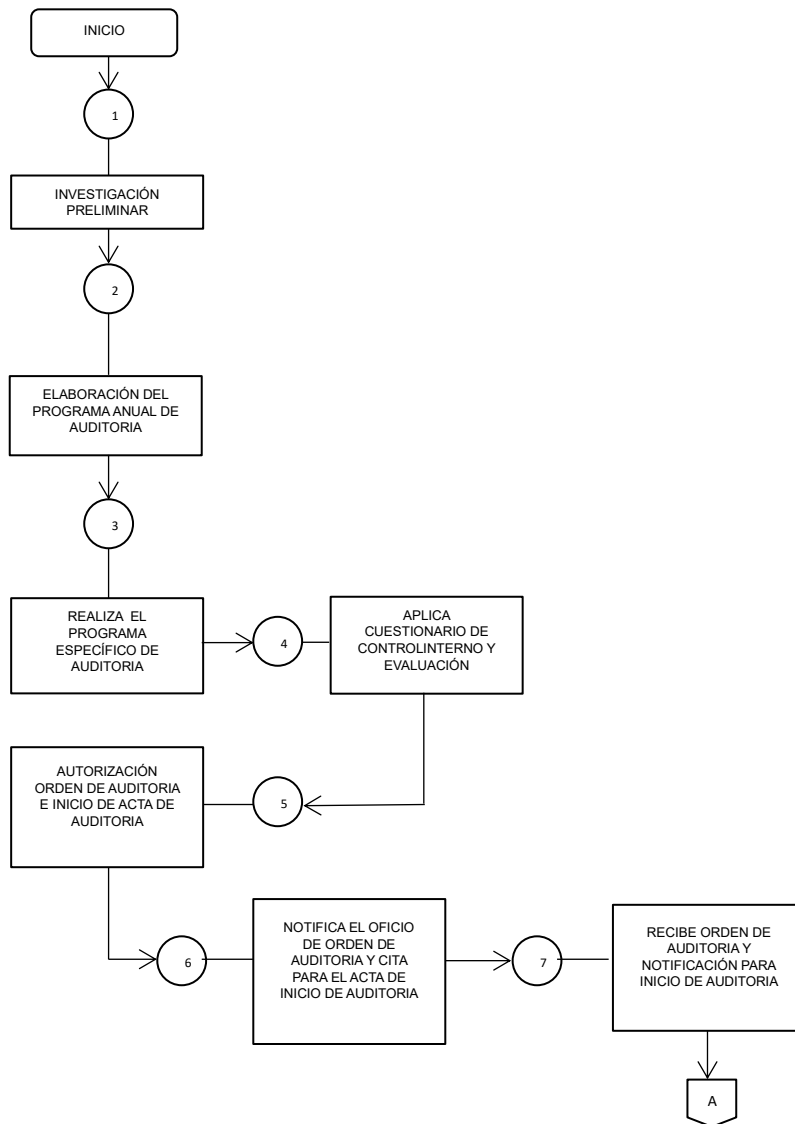 INICIO
1
INVESTIGACIÓN
PRELIMINAR
2
ELABORACIÓN DEL
PROGRAMA ANUAL DE
AUDITORIA
3
REALIZA EL
PROGRAMA
ESPECÍFICO DE
AUDITORIA
4
APLICA
CUESTIONARIO DE
CONTROLINTERNO Y
EVALUACIÓN
5
AUTORIZACIÓN
ORDEN DE AUDITORIA
E INICIO DE ACTA DE
AUDITORIA
6
NOTIFICA EL OFICIO
DE ORDEN DE
AUDITORIA Y CITA
PARA EL ACTA DE
INICIO DE AUDITORIA
7
RECIBE ORDEN DE
AUDITORIA Y
NOTIFICACIÓN PARA
INICIO DE AUDITORIA
A